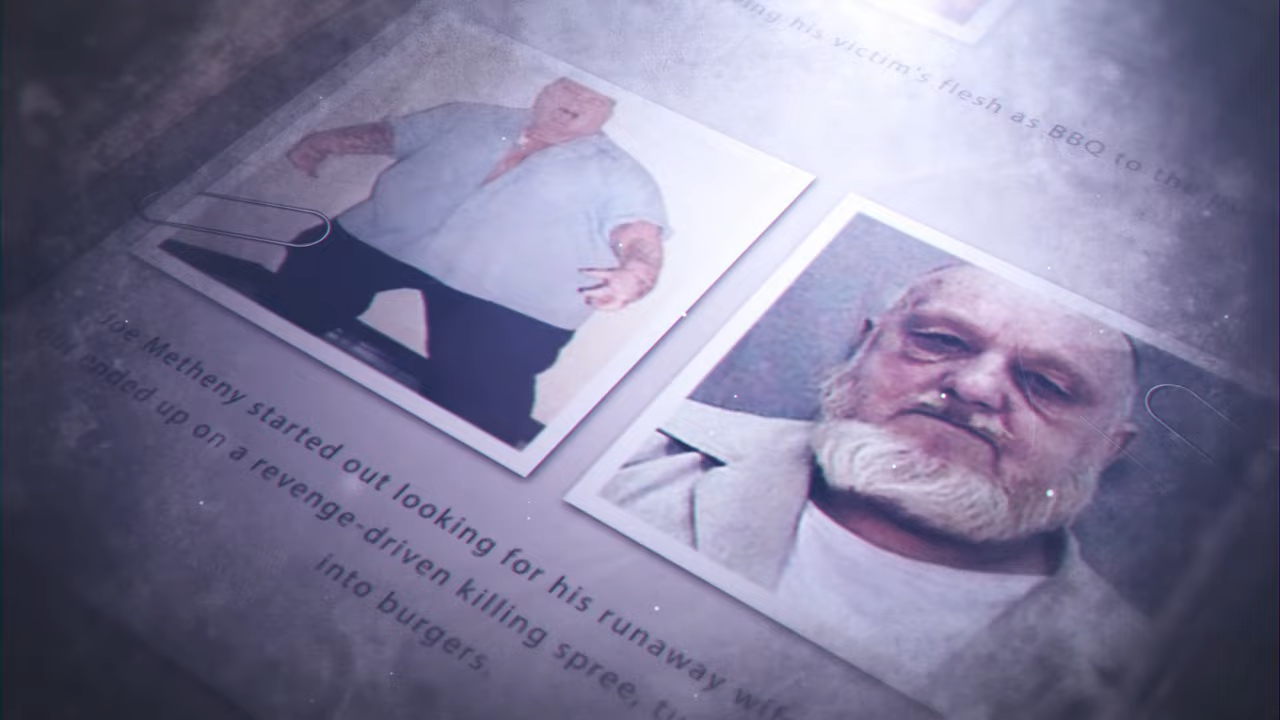 his victim's flesh as BBQ to the
Joe Metheny started out looking for his runaway wife
ended up on a revenge-driven killing spree,
into burgers.